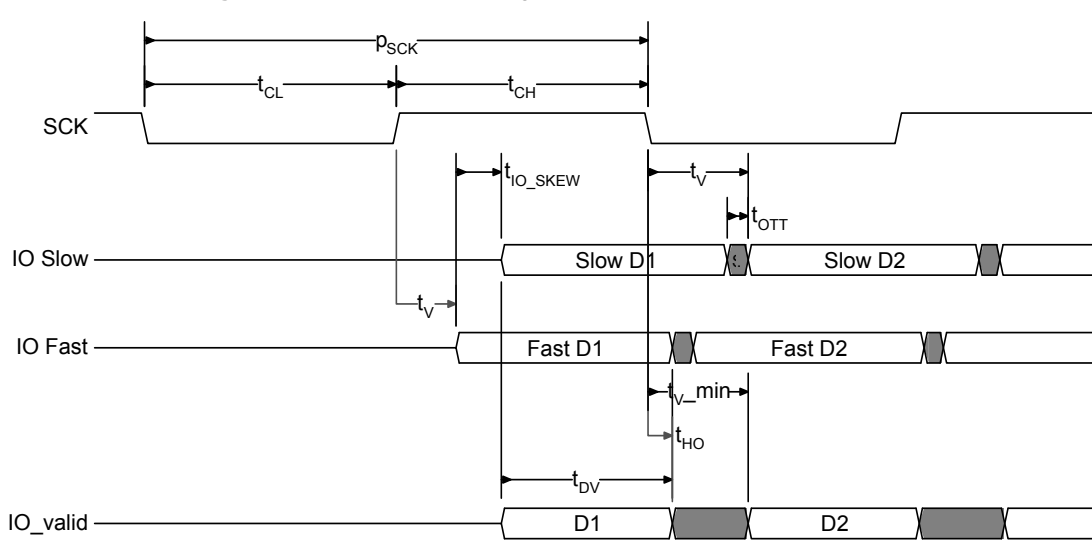 pSCK
tCL
tCH
SCK
tIO_SKEW
tV
tOTT
IO Slow
Slow D1
Slow D2
tV
IO Fast
Fast D1
Fast D2
tV_min
tHO
tDV
IO_valid
D1
D2